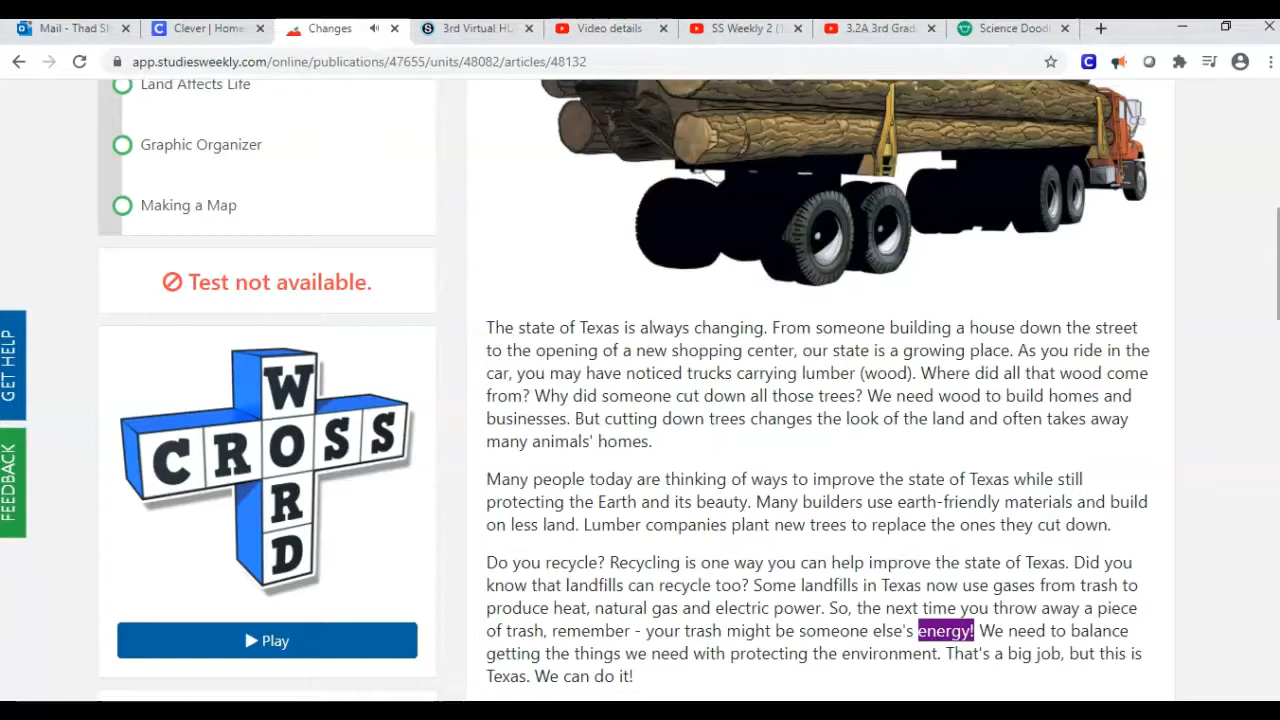 Mail - Thad S
Clever | Home
Changes
3rd Virtual HU
Video details
SS Weekly 2 (
3.2A 3rd Grad
Science Doodl
app.studiesweekly.com/online/publications/47655/units/48082/articles/48132
Land Affects Life
Graphic Organizer
Making a Map
Test not available.
GET HELP
FEEDBACK
CROSS
WORD
Play
The state of Texas is always changing. From someone building a house down the street
to the opening of a new shopping center, our state is a growing place. As you ride in the
car, you may have noticed trucks carrying lumber (wood). Where did all that wood come
from? Why did someone cut down all those trees? We need wood to build homes and
businesses. But cutting down trees changes the look of the land and often takes away
many animals' homes.
Many people today are thinking of ways to improve the state of Texas while still
protecting the Earth and its beauty. Many builders use earth-friendly materials and build
on less land. Lumber companies plant new trees to replace the ones they cut down.
Do you recycle? Recycling is one way you can help improve the state of Texas. Did you
know that landfills can recycle too? Some landfills in Texas now use gases from trash to
produce heat, natural gas and electric power. So, the next time you throw away a piece
of trash, remember - your trash might be someone else's energy! We need to balance
getting the things we need with protecting the environment. That's a big job, but this is
Texas. We can do it!